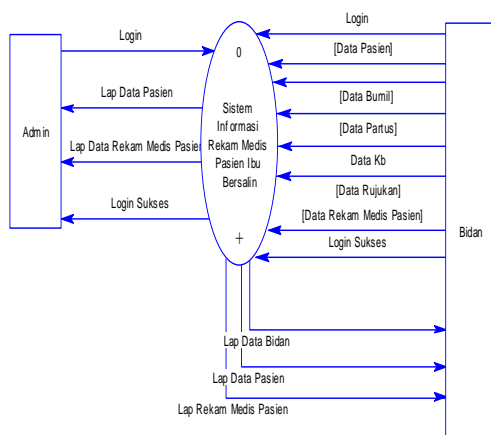 Login
Lap Data Pasien
Admin
Lap Data Rekam Medis Pasien
Login Sukses
0
Sistem
Informasi
Rekam Medis
Pasien Ibu
Bersalin
+
Login
[Data Pasien]
[Data Bumil]
[Data Partus]
Data Kb
[Data Rujukan]
[Data Rekam Medis Pasien]
Login Sukses
Bidan
Lap Data Bidan
Lap Data Pasien
Lap Rekam Medis Pasien